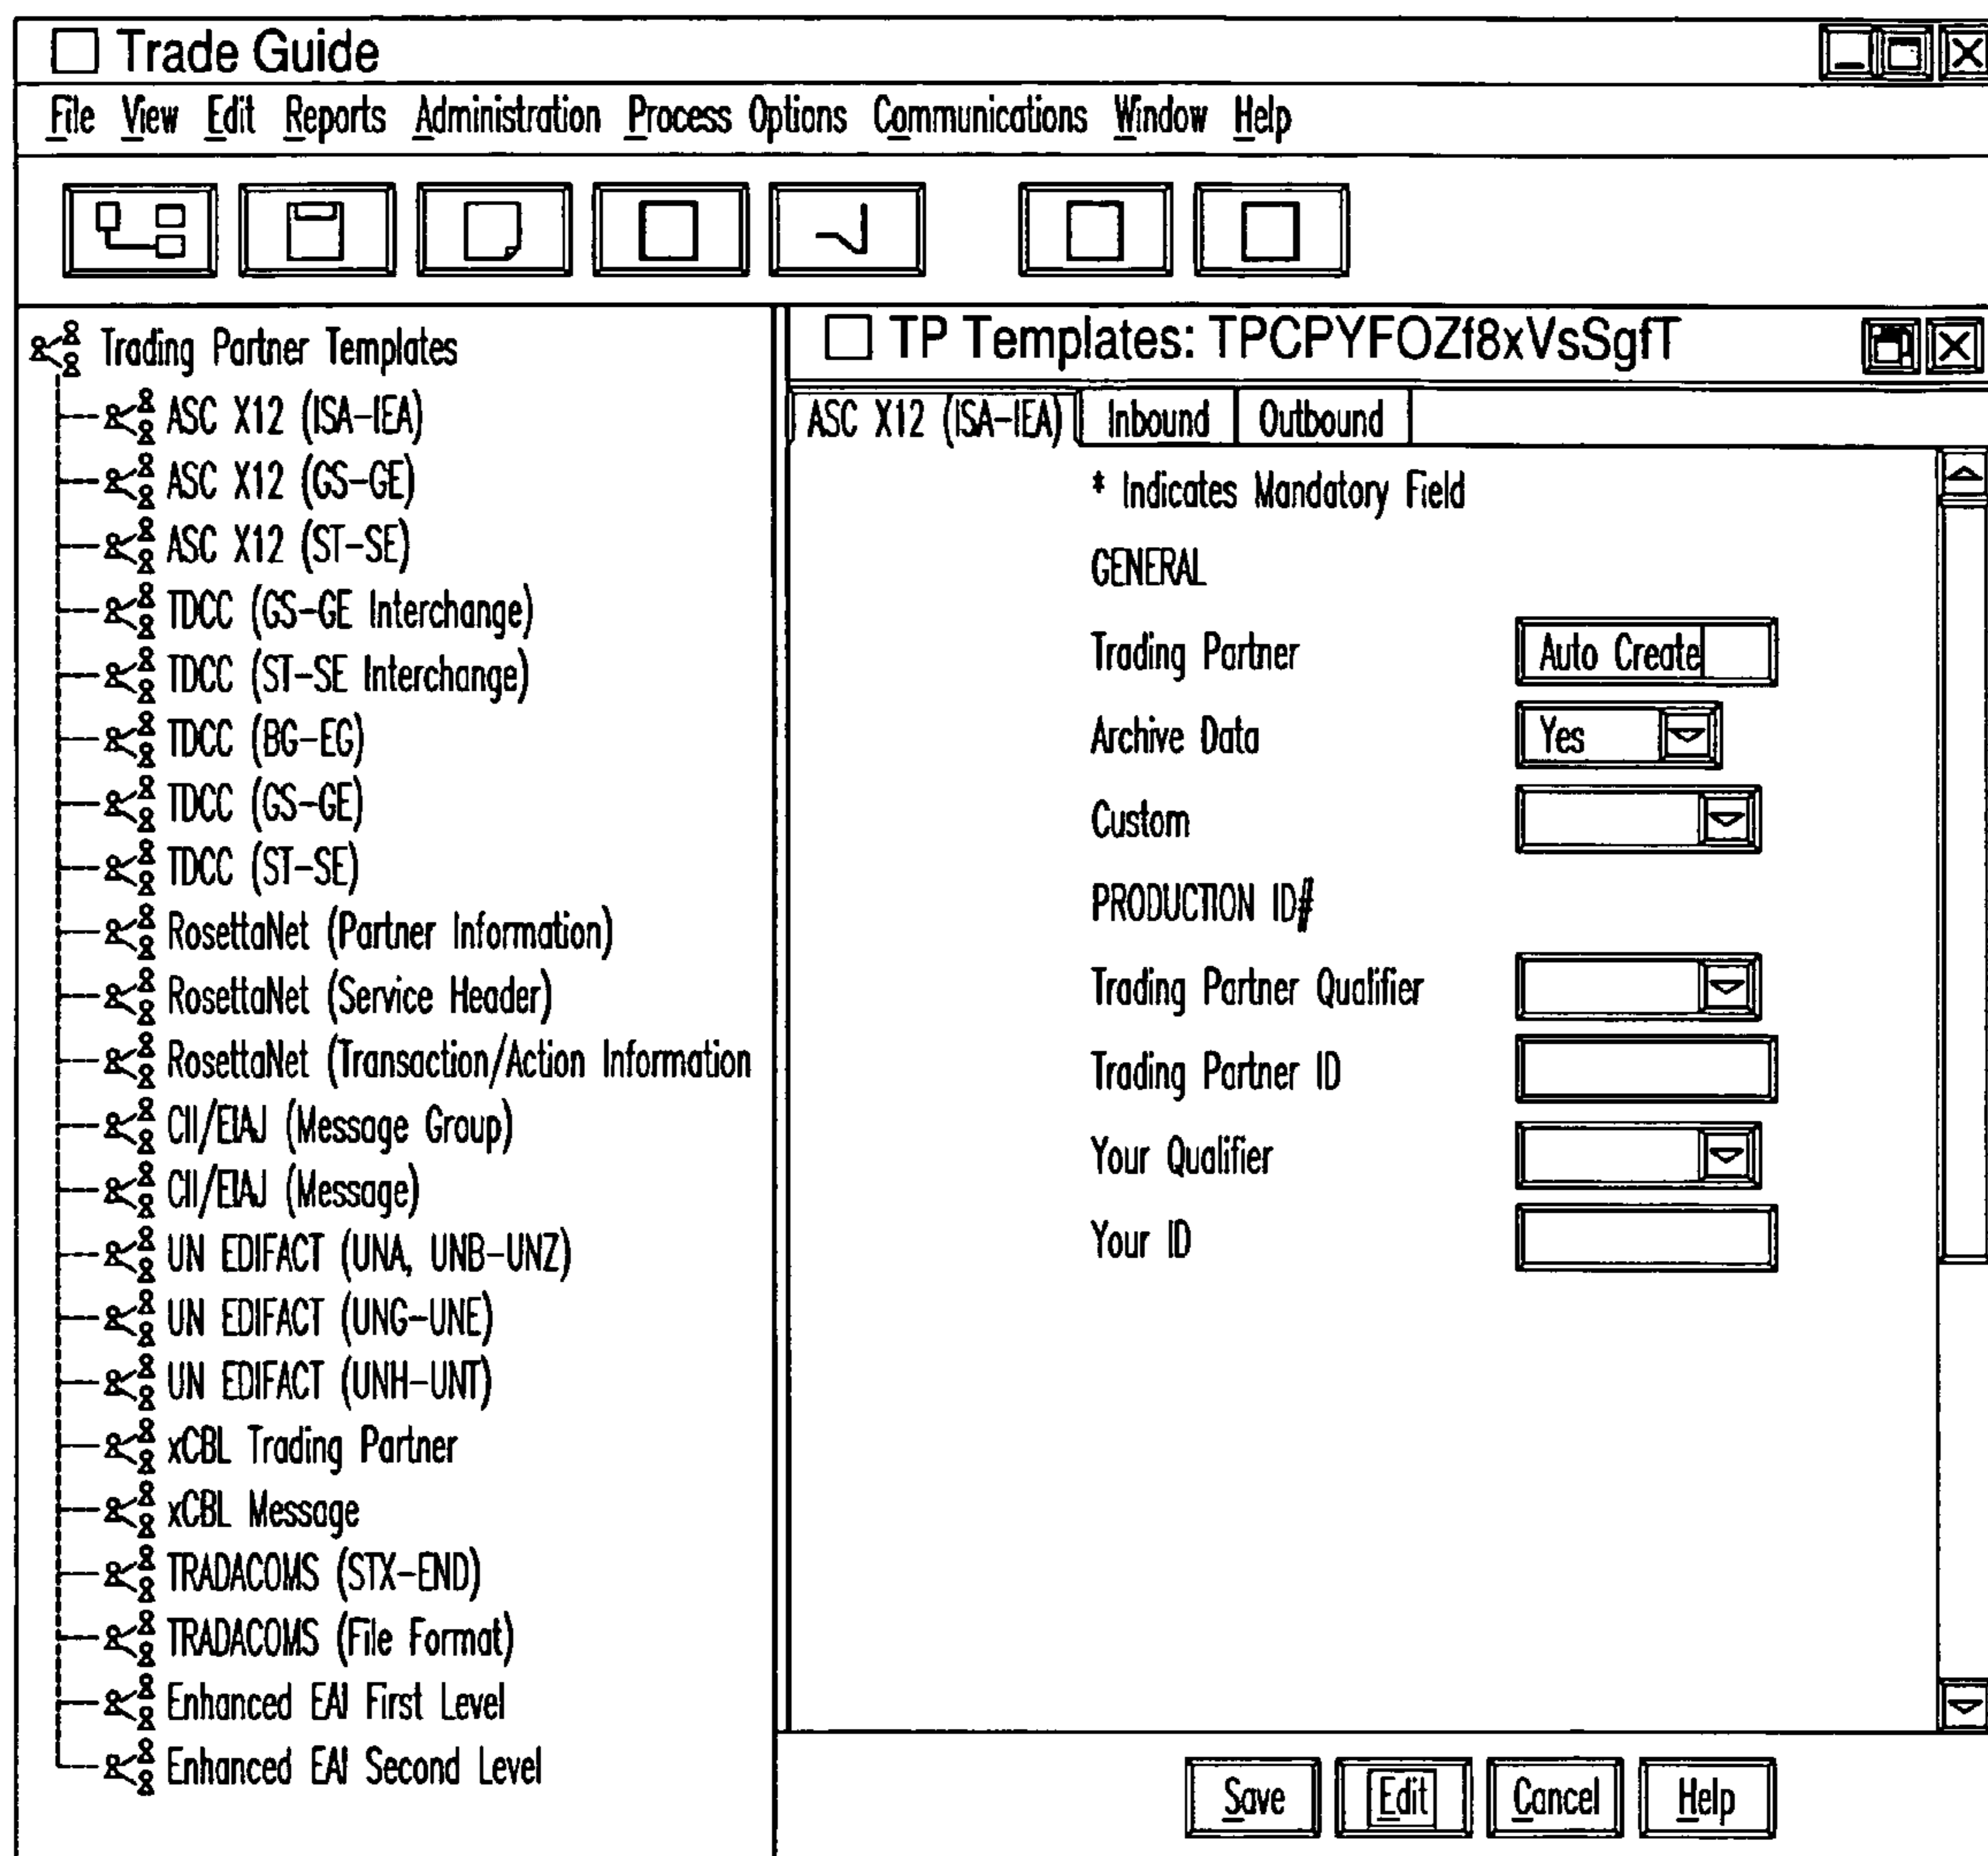 Trade Guide
File View Edit Reports Administration Process Options Communications Window Help
Trading Partner Templates
ASC X12 (ISA-IEA)
ASC X12 (GS-GE)
ASC X12 (ST-SE)
TDCC (GS-GE Interchange)
TDCC (ST-SE Interchange)
TDCC (BG-EG)
TDCC (GS-GE)
TDCC (ST-SE)
RosettaNet (Partner Information)
RosettaNet (Service Header)
RosettaNet (Transaction/Action Information
CII/EIAJ (Message Group)
CII/EIAJ (Message)
UN EDIFACT (UNA, UNB-UNZ)
UN EDIFACT (UNG-UNE)
UN EDIFACT (UNH-UNT)
xCBL Trading Partner
xCBL Message
TRADACOMS (STX-END)
TRADACOMS (File Format)
Enhanced EAI First Level
Enhanced EAI Second Level
TP Templates: TPCPYFOZf8xVsSgfT
ASC X12 (ISA-IEA) Inbound Outbound
* Indicates Mandatory Field
GENERAL
Trading Partner Auto Create
Archive Data Yes
Custom
PRODUCTION ID#
Trading Partner Qualifier
Trading Partner ID
Your Qualifier
Your ID
Save Edit Cancel Help